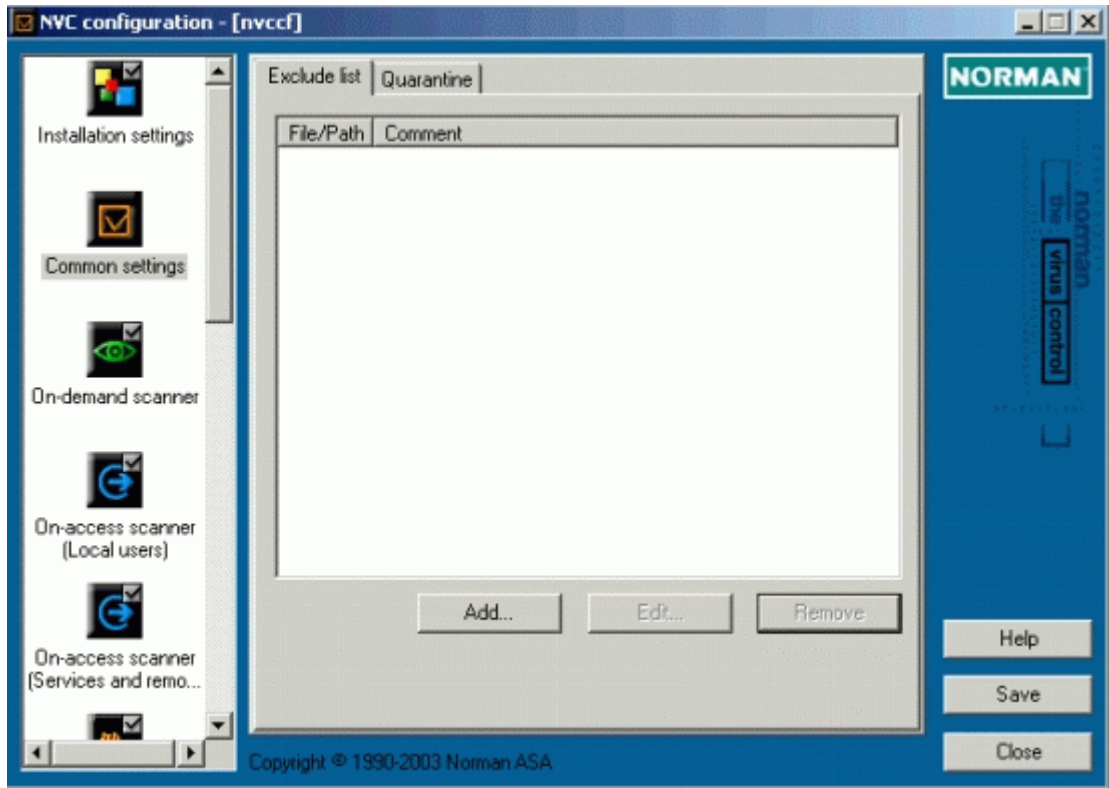 NVC configuration - [nvccf]
Installation settings
Common settings
On-demand scanner
On-access scanner
(Local users)
On-access scanner
(Services and remo...
Exclude list
Quarantine
File/Path
Comment
Add...
Edit...
Remove
NORMAN
norman
the virus control
Help
Save
Close
Copyright © 1990-2003 Norman ASA